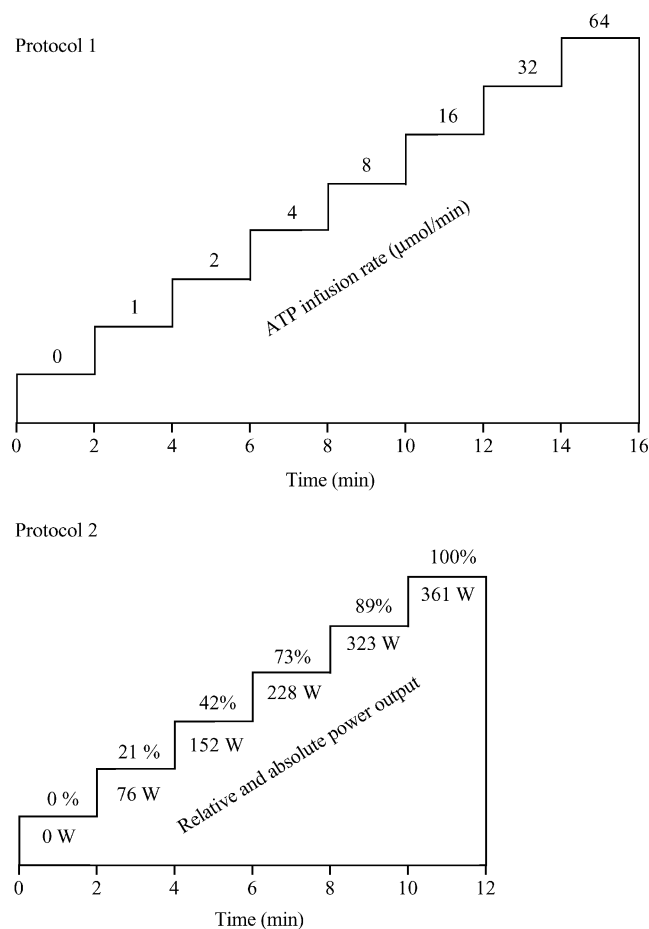 Protocol 1
64
32
16
8
4
2
1
0
ATP infusion rate (μmol/min)
0 2 4 6 8 10 12 14 16
Time (min)
Protocol 2
100%
361 W
89%
323 W
73%
228 W
42%
152 W
21 %
76 W
0 %
0 W
Relative and absolute power output
0 2 4 6 8 10 12
Time (min)